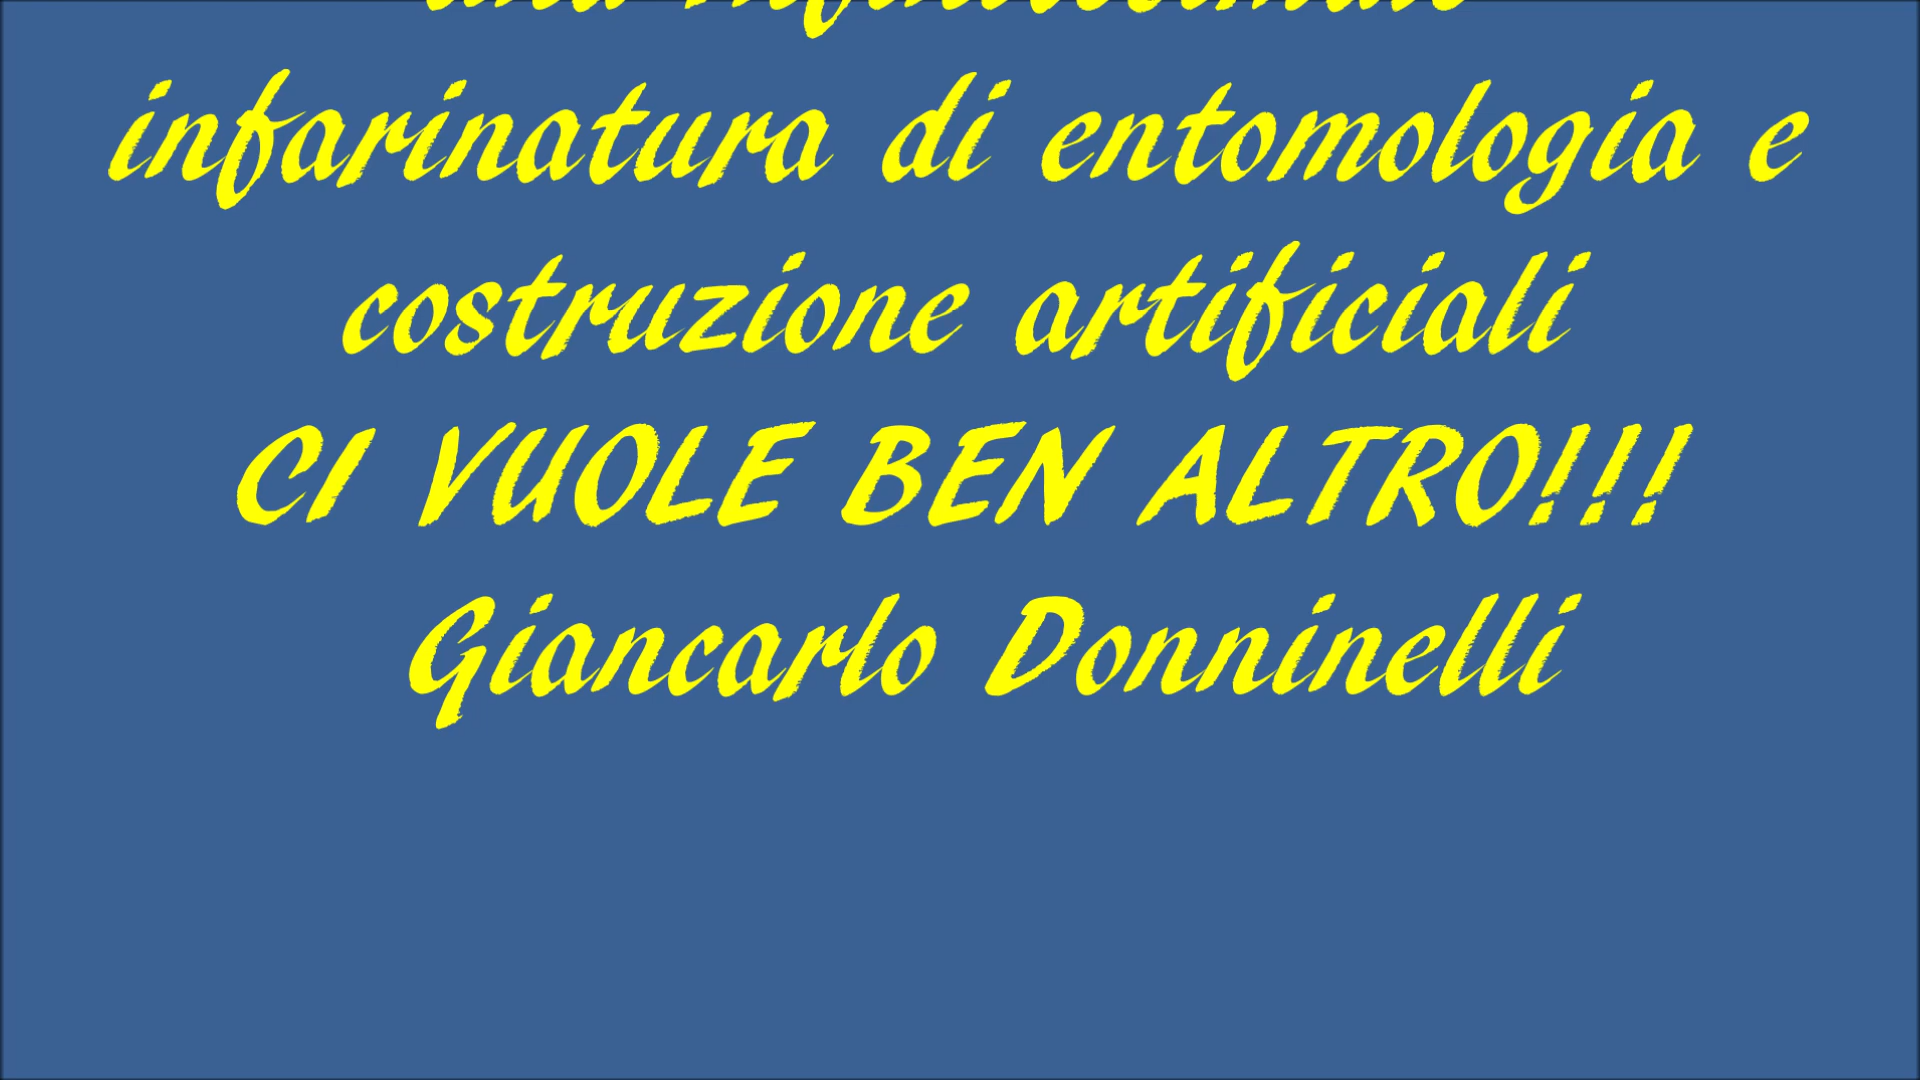 infarinatura di entomologia e
costruzione artificiali
CI VUOLE BEN ALTRO!!!
Giancarlo Donninelli